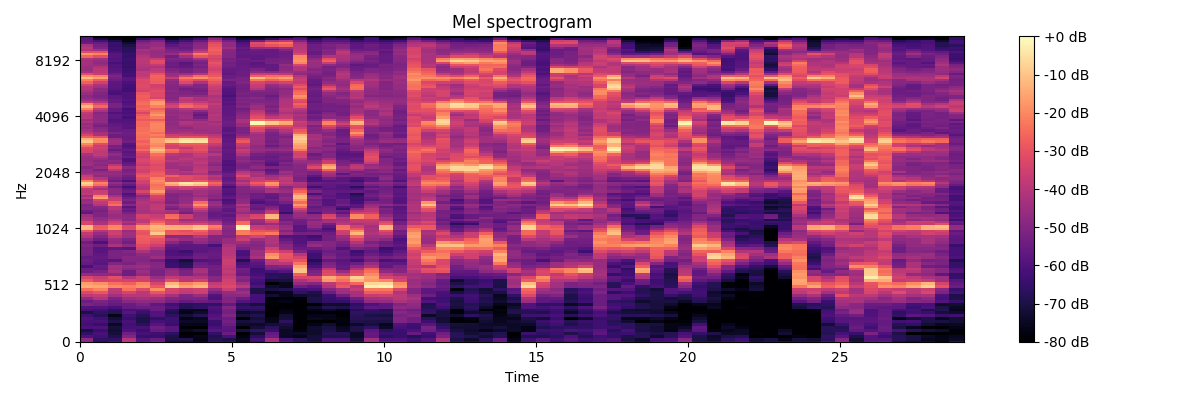 Mel spectrogram
8192
4096
2048
1024
512
0
Hz
0 5 10 15 20 25
Time
+0 dB
-10 dB
-20 dB
-30 dB
-40 dB
-50 dB
-60 dB
-70 dB
-80 dB